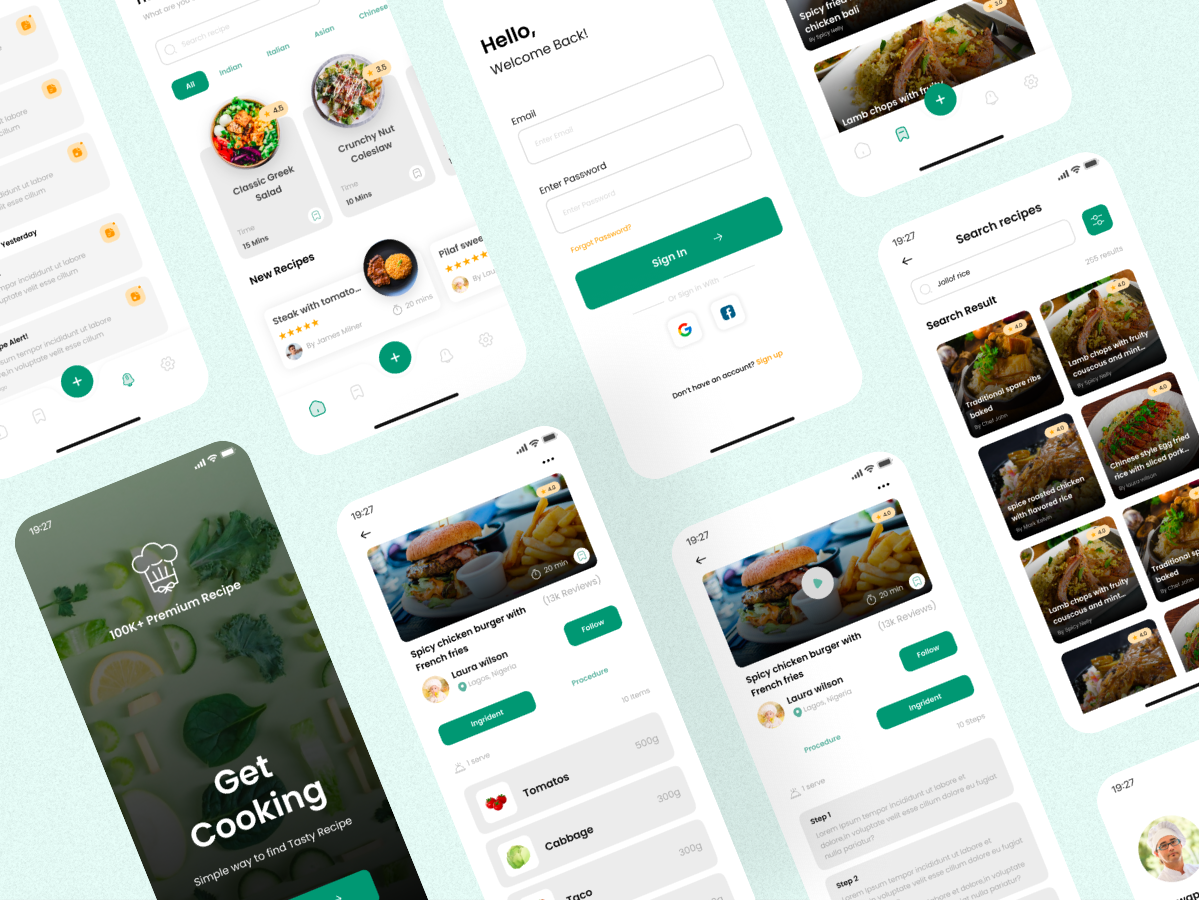 didunt ut labore
t esse cillum
ncididunt ut labore
velit esse cillum
Yesterday
tempor incididunt ut labore
voluptate velit esse cillum
pe Alert!
ipsum tempor incididunt ut labore
in voluptate velit esse cillum
What are you
Search recipe
All
Indian
Italian
Asian
Chinese
4.5
Classic Greek
Salad
Time
15 Mins
3.5
Crunchy Nut
Coleslaw
Time
10 Mins
New Recipes
Steak with tomato...
By James Milner
20 mins
Pilaf swee
By Lau
Hello,
Welcome Back!
Email
Enter Email
Enter Password
Enter Password
Forgot Password?
Sign In
Or Sign in With
Don't have an account? Sign up
Spicy fried
chicken bali
By Spicy Nelly
3.0
Lamb chops with fruity
19:27
Search recipes
Jollof rice
Search Result
255 results
4.0
Traditional spare ribs
baked
By Chef John
4.0
Lamb chops with fruity
couscous and mint...
By Spicy Nelly
4.0
spice roasted chicken
with flavored rice
By Mark Kelvin
4.0
Chinese style Egg fried
rice with sliced pork...
By laura wilson
4.0
Lamb chops with fruity
couscous and mint...
By Spicy Nelly
4.0
Traditional sp
baked
By Chef John
4.0
19:27
100K+ Premium Recipe
Get
Cooking
Simple way to find Tasty Recipe
19:27
4.0
20 min
Spicy chicken burger with
French fries
(13k Reviews)
Laura wilson
Lagos, Nigeria
Follow
Ingrident
Procedure
1 serve
10 Items
Tomatos
500g
Cabbage
300g
Taco
300g
19:27
4.0
20 min
Spicy chicken burger with
French fries
(13k Reviews)
Laura wilson
Lagos, Nigeria
Follow
Procedure
Ingrident
1 serve
10 Steps
Step 1
Lorem Ipsum tempor incididunt ut labore et
dolore,in voluptate velit esse cillum dolore eu fugiat
nulla pariatur?
Step 2
Lorem Ipsum tempor incididunt ut labore et
19:27